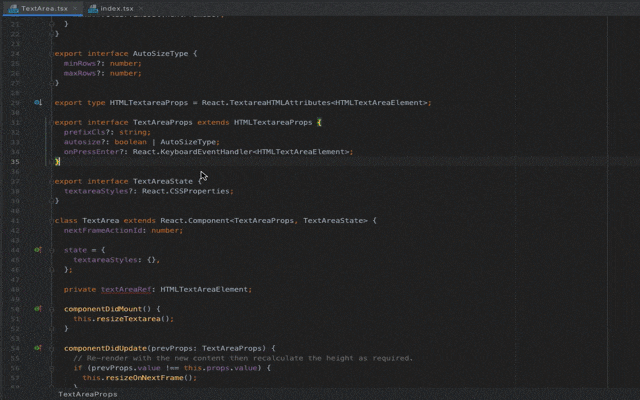 TextArea.tsx × index.tsx ×
21 }
22 }
23
24 export interface AutoSizeType {
25 minRows?: number;
26 maxRows?: number;
27 }
28
29 export type HTMLTextareaProps = React.TextareaHTMLAttributes<HTMLTextAreaElement>;
30
31 export interface TextAreaProps extends HTMLTextareaProps {
32 prefixCls?: string;
33 autosize?: boolean | AutoSizeType;
34 onPressEnter?: React.KeyboardEventHandler<HTMLTextAreaElement>;
35 }
36
37 export interface TextAreaState {
38 textareaStyles?: React.CSSProperties;
39 }
40
41 class TextArea extends React.Component<TextAreaProps, TextAreaState> {
42 nextFrameActionId: number;
43
44 state = {
45 textareaStyles: {},
46 };
47
48 private textAreaRef: HTMLTextAreaElement;
49
50 componentDidMount() {
51 this.resizeTextarea();
52 }
53
54 componentDidUpdate(prevProps: TextAreaProps) {
55 // Re-render with the new content then recalculate the height as required.
56 if (prevProps.value !== this.props.value) {
57 this.resizeOnNextFrame();
58 }
TextAreaProps